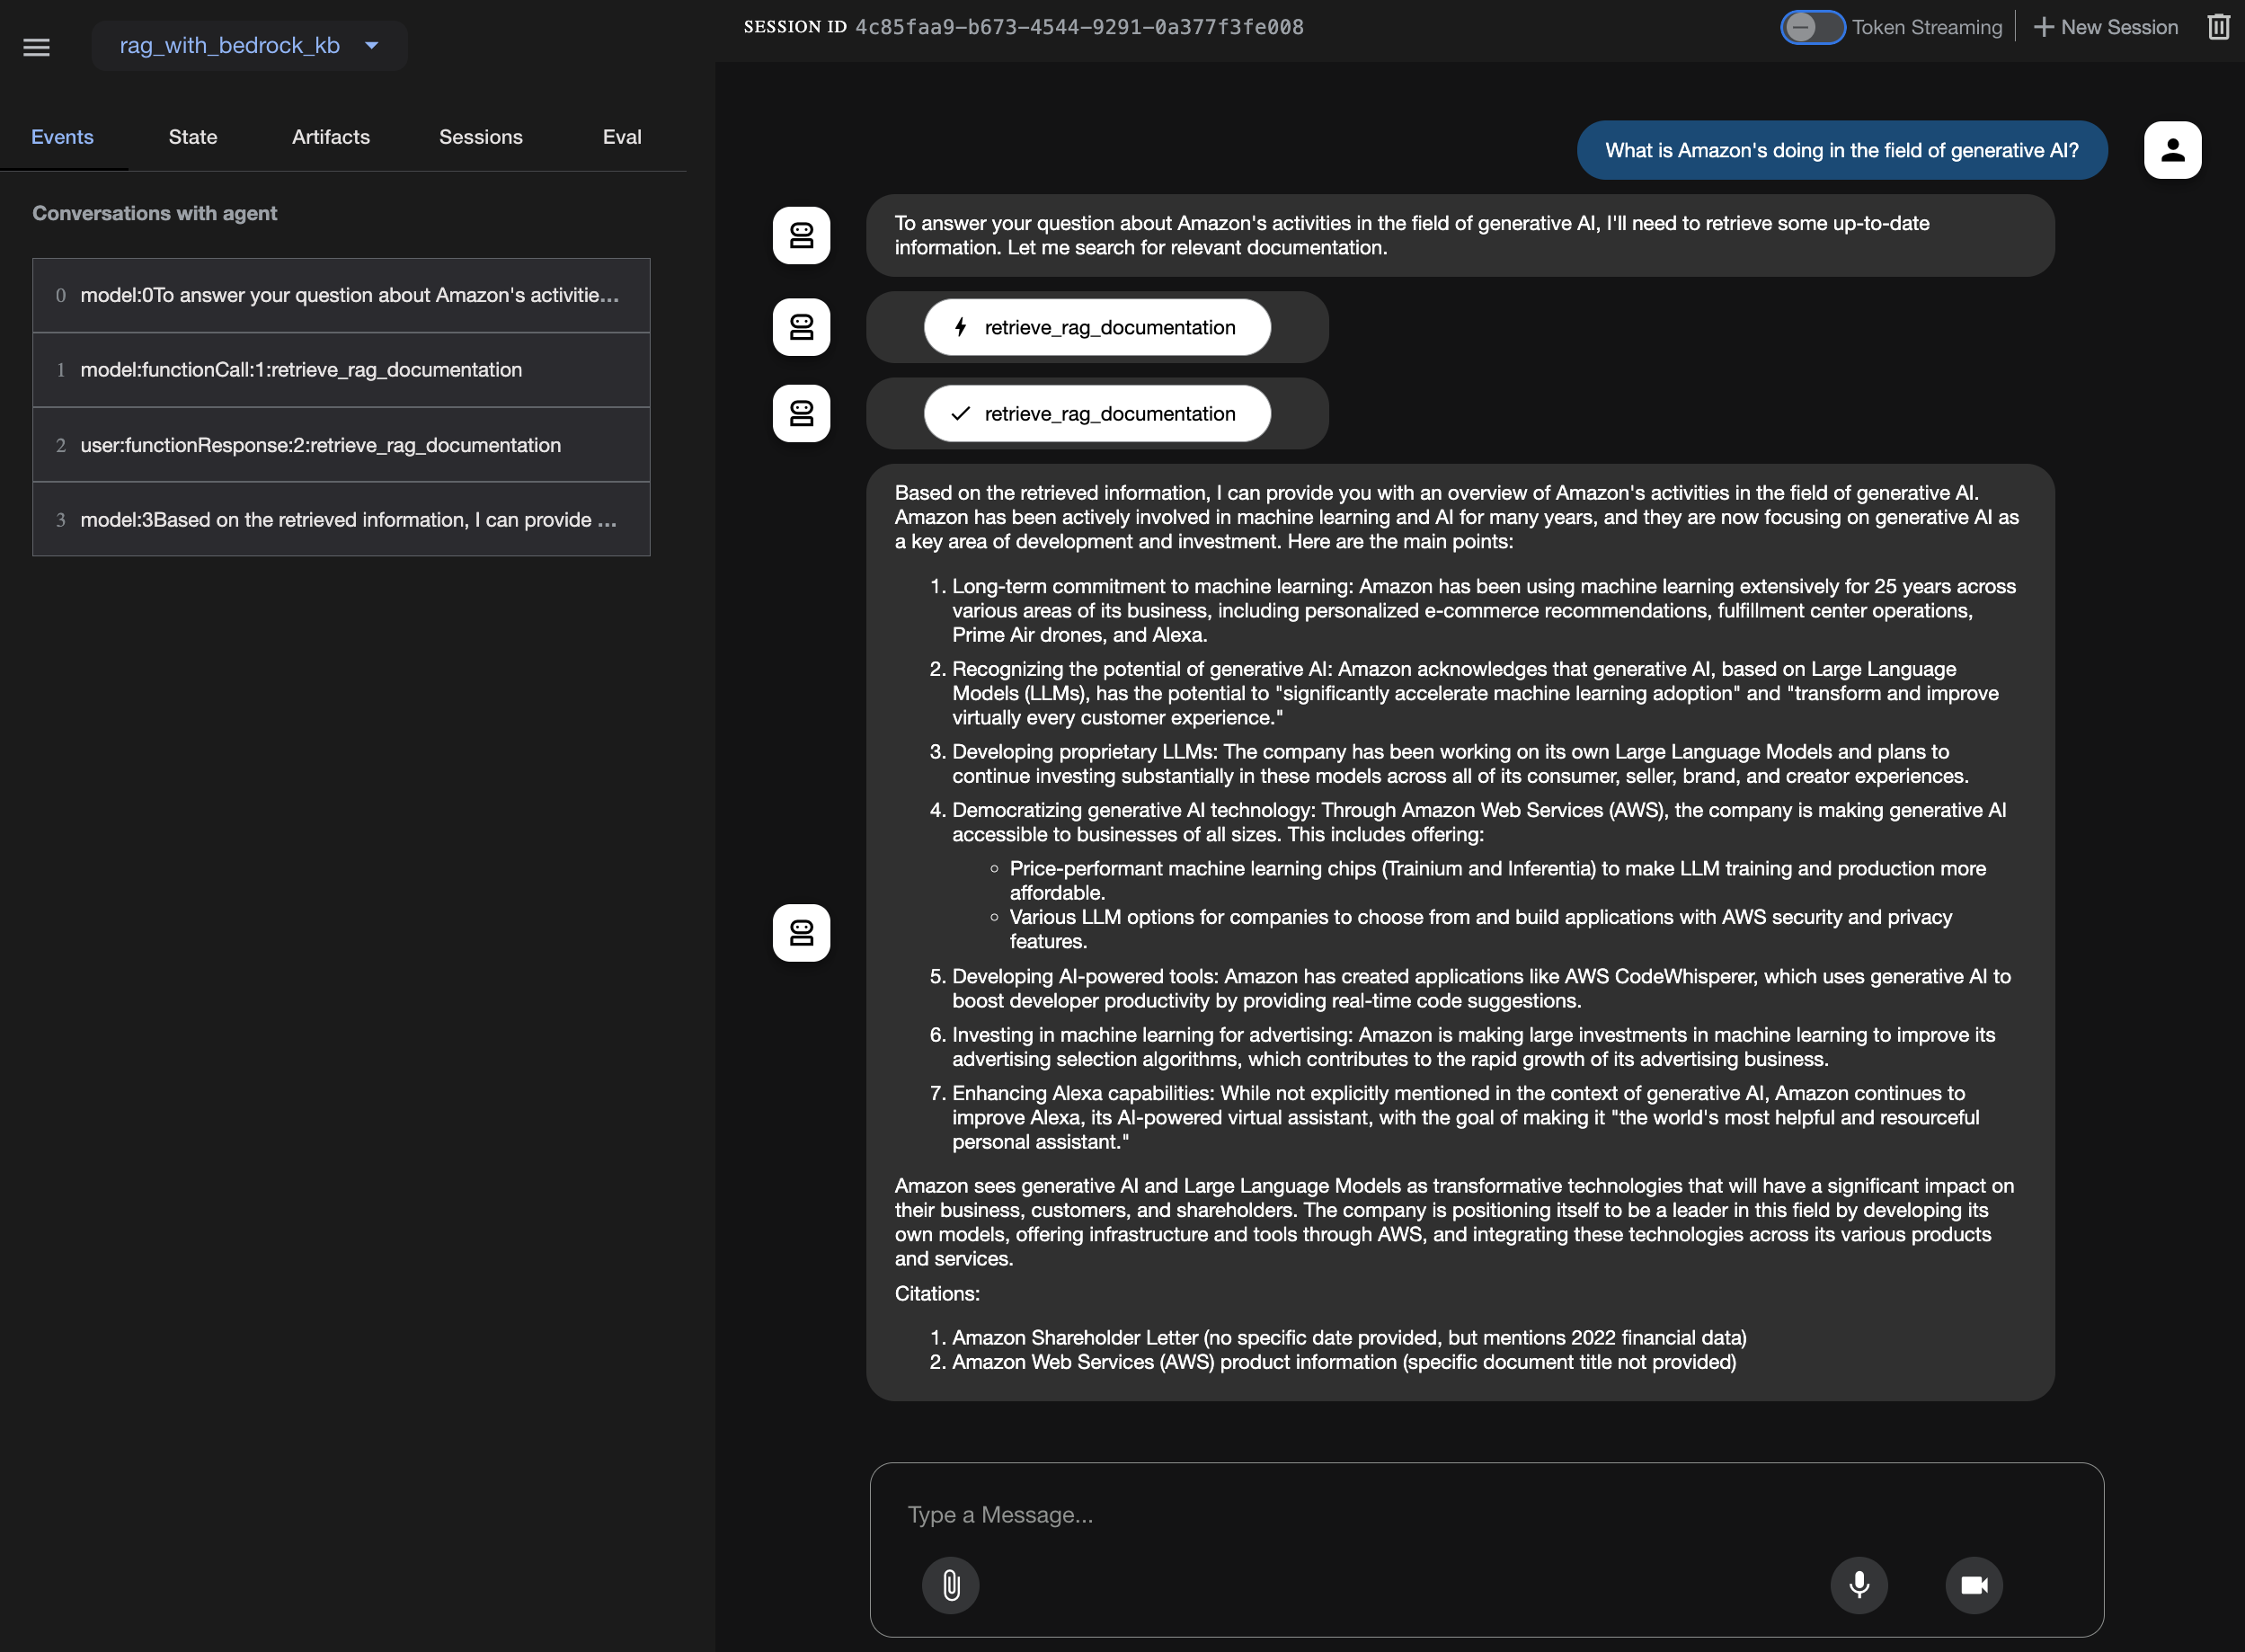 rag_with_bedrock_kb
SESSION ID 4c85faa9-b673-4544-9291-0a377f3fe008
Token Streaming
New Session
Events
State
Artifacts
Sessions
Eval
Conversations with agent
0 model:0To answer your question about Amazon's activitie...
1 model:functionCall:1:retrieve_rag_documentation
2 user:functionResponse:2:retrieve_rag_documentation
3 model:3Based on the retrieved information, I can provide ...
What is Amazon's doing in the field of generative AI?
To answer your question about Amazon's activities in the field of generative AI, I'll need to retrieve some up-to-date
information. Let me search for relevant documentation.
retrieve_rag_documentation
retrieve_rag_documentation
Based on the retrieved information, I can provide you with an overview of Amazon's activities in the field of generative AI.
Amazon has been actively involved in machine learning and AI for many years, and they are now focusing on generative AI as
a key area of development and investment. Here are the main points:
1. Long-term commitment to machine learning: Amazon has been using machine learning extensively for 25 years across
various areas of its business, including personalized e-commerce recommendations, fulfillment center operations,
Prime Air drones, and Alexa.
2. Recognizing the potential of generative AI: Amazon acknowledges that generative AI, based on Large Language
Models (LLMs), has the potential to "significantly accelerate machine learning adoption" and "transform and improve
virtually every customer experience."
3. Developing proprietary LLMs: The company has been working on its own Large Language Models and plans to
continue investing substantially in these models across all of its consumer, seller, brand, and creator experiences.
4. Democratizing generative AI technology: Through Amazon Web Services (AWS), the company is making generative AI
accessible to businesses of all sizes. This includes offering:
Price-performant machine learning chips (Trainium and Inferentia) to make LLM training and production more
affordable.
Various LLM options for companies to choose from and build applications with AWS security and privacy
features.
5. Developing AI-powered tools: Amazon has created applications like AWS CodeWhisperer, which uses generative AI to
boost developer productivity by providing real-time code suggestions.
6. Investing in machine learning for advertising: Amazon is making large investments in machine learning to improve its
advertising selection algorithms, which contributes to the rapid growth of its advertising business.
7. Enhancing Alexa capabilities: While not explicitly mentioned in the context of generative AI, Amazon continues to
improve Alexa, its AI-powered virtual assistant, with the goal of making it "the world's most helpful and resourceful
personal assistant."
Amazon sees generative AI and Large Language Models as transformative technologies that will have a significant impact on
their business, customers, and shareholders. The company is positioning itself to be a leader in this field by developing its
own models, offering infrastructure and tools through AWS, and integrating these technologies across its various products
and services.
Citations:
1. Amazon Shareholder Letter (no specific date provided, but mentions 2022 financial data)
2. Amazon Web Services (AWS) product information (specific document title not provided)
Type a Message...